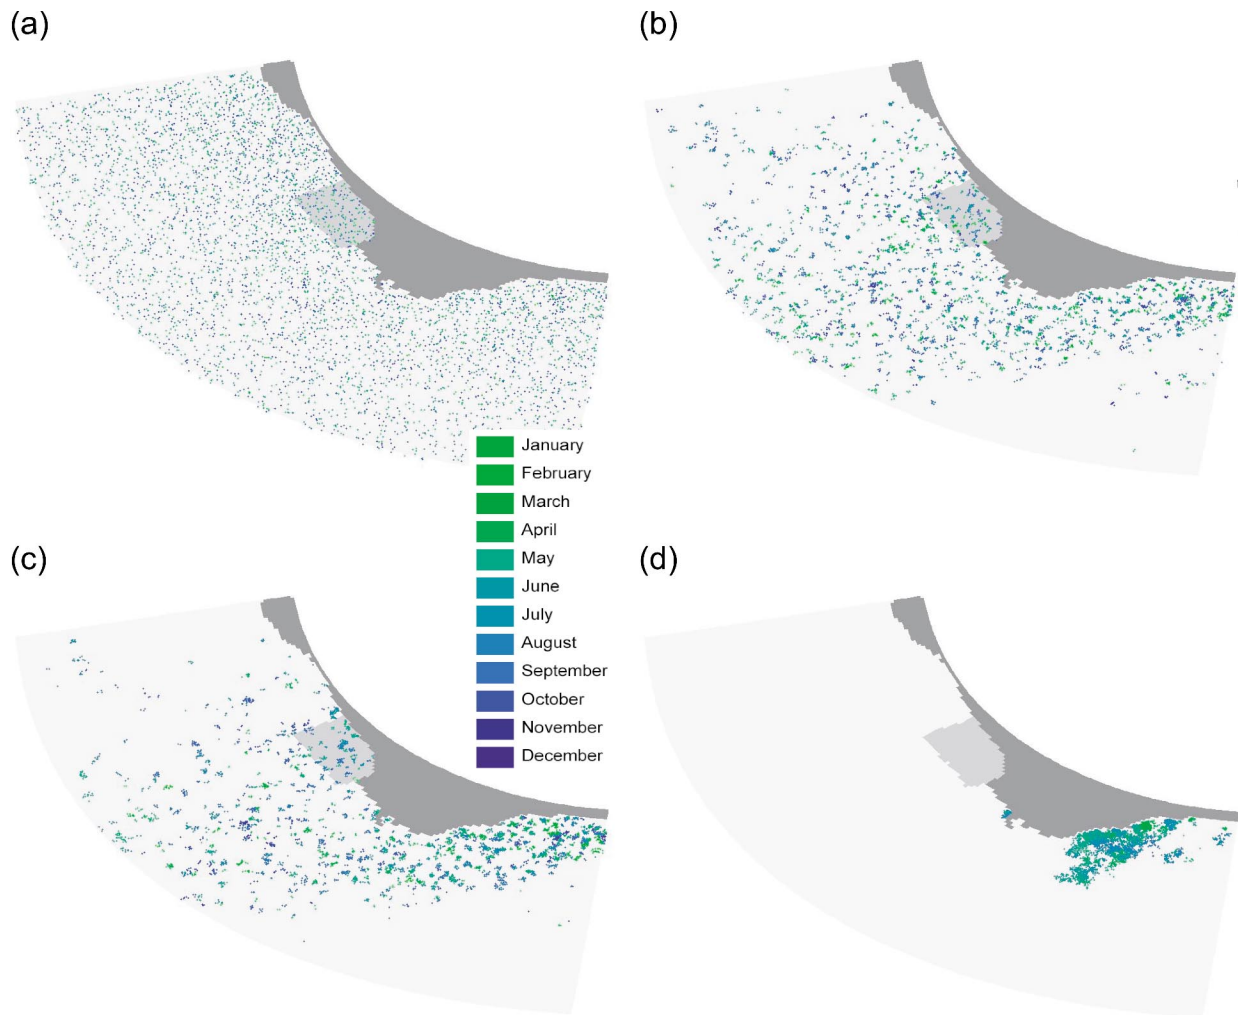 (a)
(b)
January
February
March
April
May
June
July
August
September
October
November
December
(c)
(d)